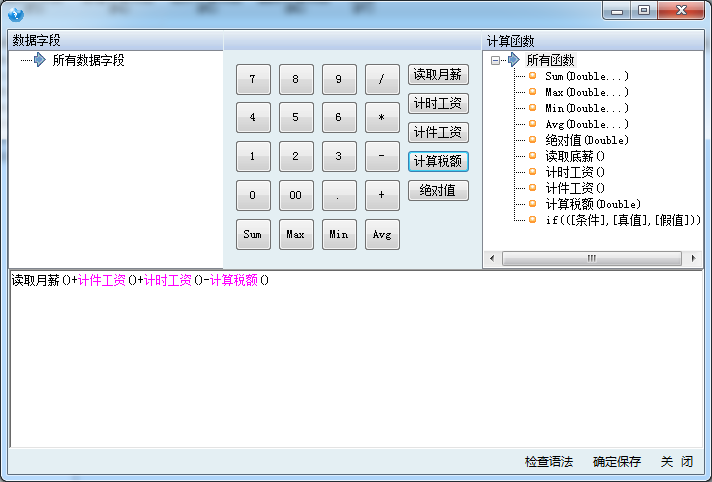 数据字段
所有数据字段
7 8 9 / 读取月薪
4 5 6 * 计时工资
1 2 3 - 计件工资
0 00 . + 计算税额
Sum Max Min Avg 绝对值
计算函数
所有函数
Sum(Double...)
Max(Double...)
Min(Double...)
Avg(Double...)
绝对值(Double)
读取底薪()
计时工资()
计件工资()
计算税额(Double)
if(([条件],[真值],[假值]))
读取月薪()+计件工资()+计时工资()-计算税额()
检查语法 确定保存 关 闭